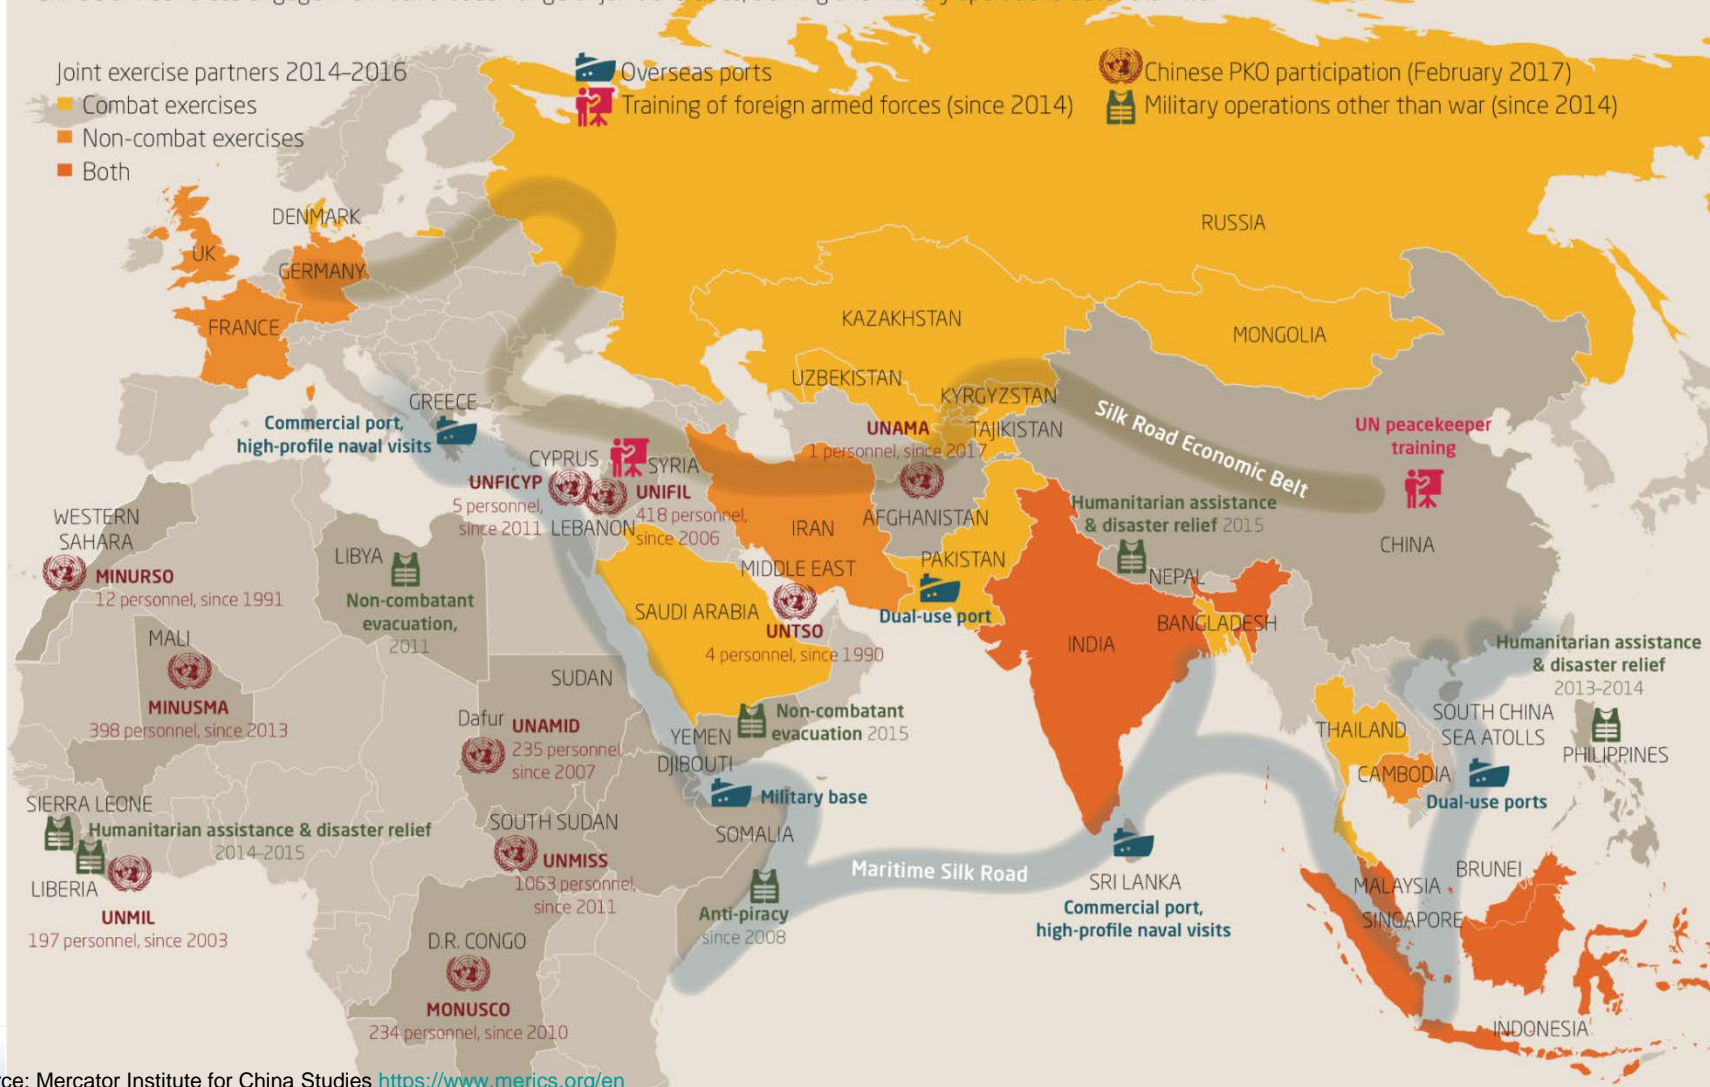 Joint exercise partners 2014–2016
Combat exercises
Non-combat exercises
Both
Overseas ports
Training of foreign armed forces (since 2014)
Chinese PKO participation (February 2017)
Military operations other than war (since 2014)
DENMARK
UK
GERMANY
FRANCE
RUSSIA
KAZAKHSTAN
MONGOLIA
UZBEKISTAN
KYRGYZSTAN
TAJIKISTAN
GREECE
Commercial port,
high-profile naval visits
Silk Road Economic Belt
UN peacekeeper
training
UNAMA
1 personnel, since 2017
CYPRUS
SYRIA
UNFICYP
5 personnel,
since 2011
UNIFIL
418 personnel,
since 2006
LEBANON
IRAN
AFGHANISTAN
Humanitarian assistance
& disaster relief 2015
CHINA
WESTERN
SAHARA
MINURSO
12 personnel, since 1991
LIBYA
Non-combatant
evacuation,
2011
MIDDLE EAST
PAKISTAN
NEPAL
SAUDI ARABIA
UNTSO
4 personnel, since 1990
Dual-use port
INDIA
BANGLADESH
Humanitarian assistance
& disaster relief
2013-2014
MALI
MINUSMA
398 personnel, since 2013
SUDAN
Dafur
UNAMID
235 personnel,
since 2007
YEMEN
Non-combatant
evacuation 2015
DJIBOUTI
Military base
THAILAND
SOUTH CHINA
SEA ATOLLS
PHILIPPINES
CAMBODIA
Dual-use ports
SIERRA LEONE
Humanitarian assistance & disaster relief
2014-2015
LIBERIA
UNMIL
197 personnel, since 2003
SOUTH SUDAN
UNMISS
1063 personnel,
since 2011
SOMALIA
Anti-piracy
since 2008
Maritime Silk Road
SRI LANKA
Commercial port,
high-profile naval visits
MALAYSIA
BRUNEI
SINGAPORE
D.R. CONGO
MONUSCO
234 personnel, since 2010
INDONESIA
Mercator Institute for China Studies https://www.merics.org/en